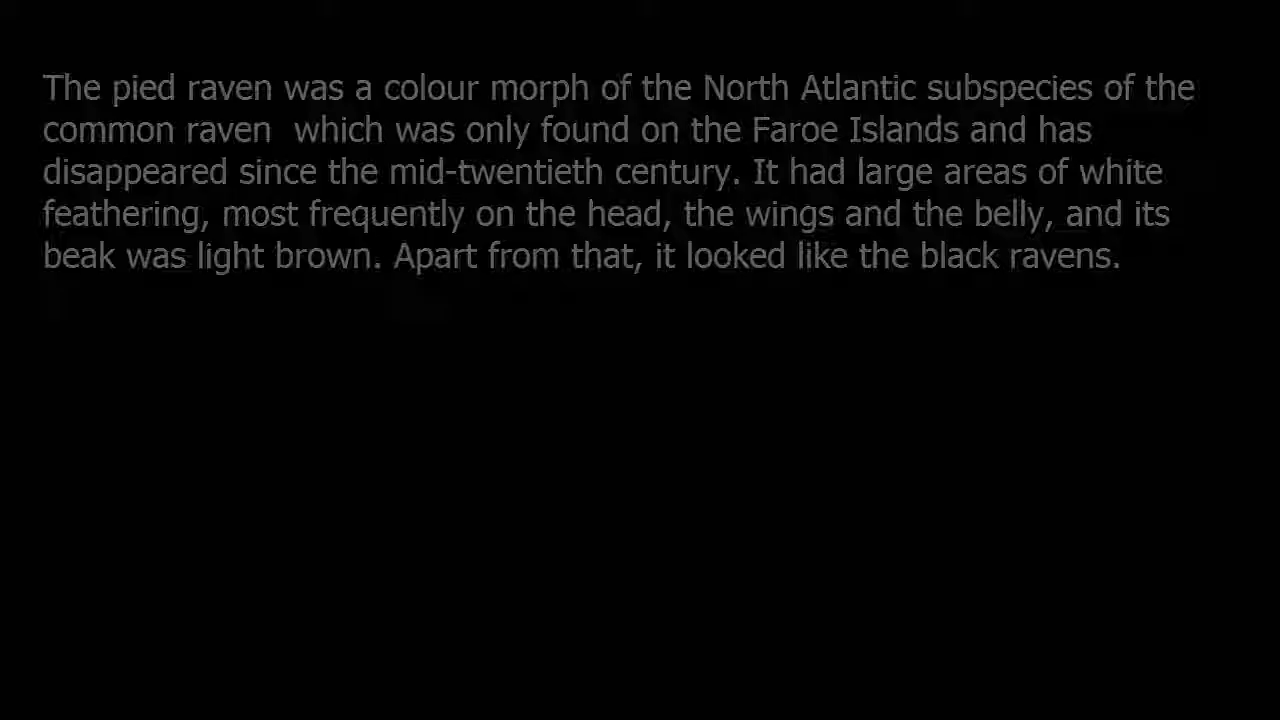 The pied raven was a colour morph of the North Atlantic subspecies of the
common raven  which was only found on the Faroe Islands and has
disappeared since the mid-twentieth century. It had large areas of white
feathering, most frequently on the head, the wings and the belly, and its
beak was light brown. Apart from that, it looked like the black ravens.